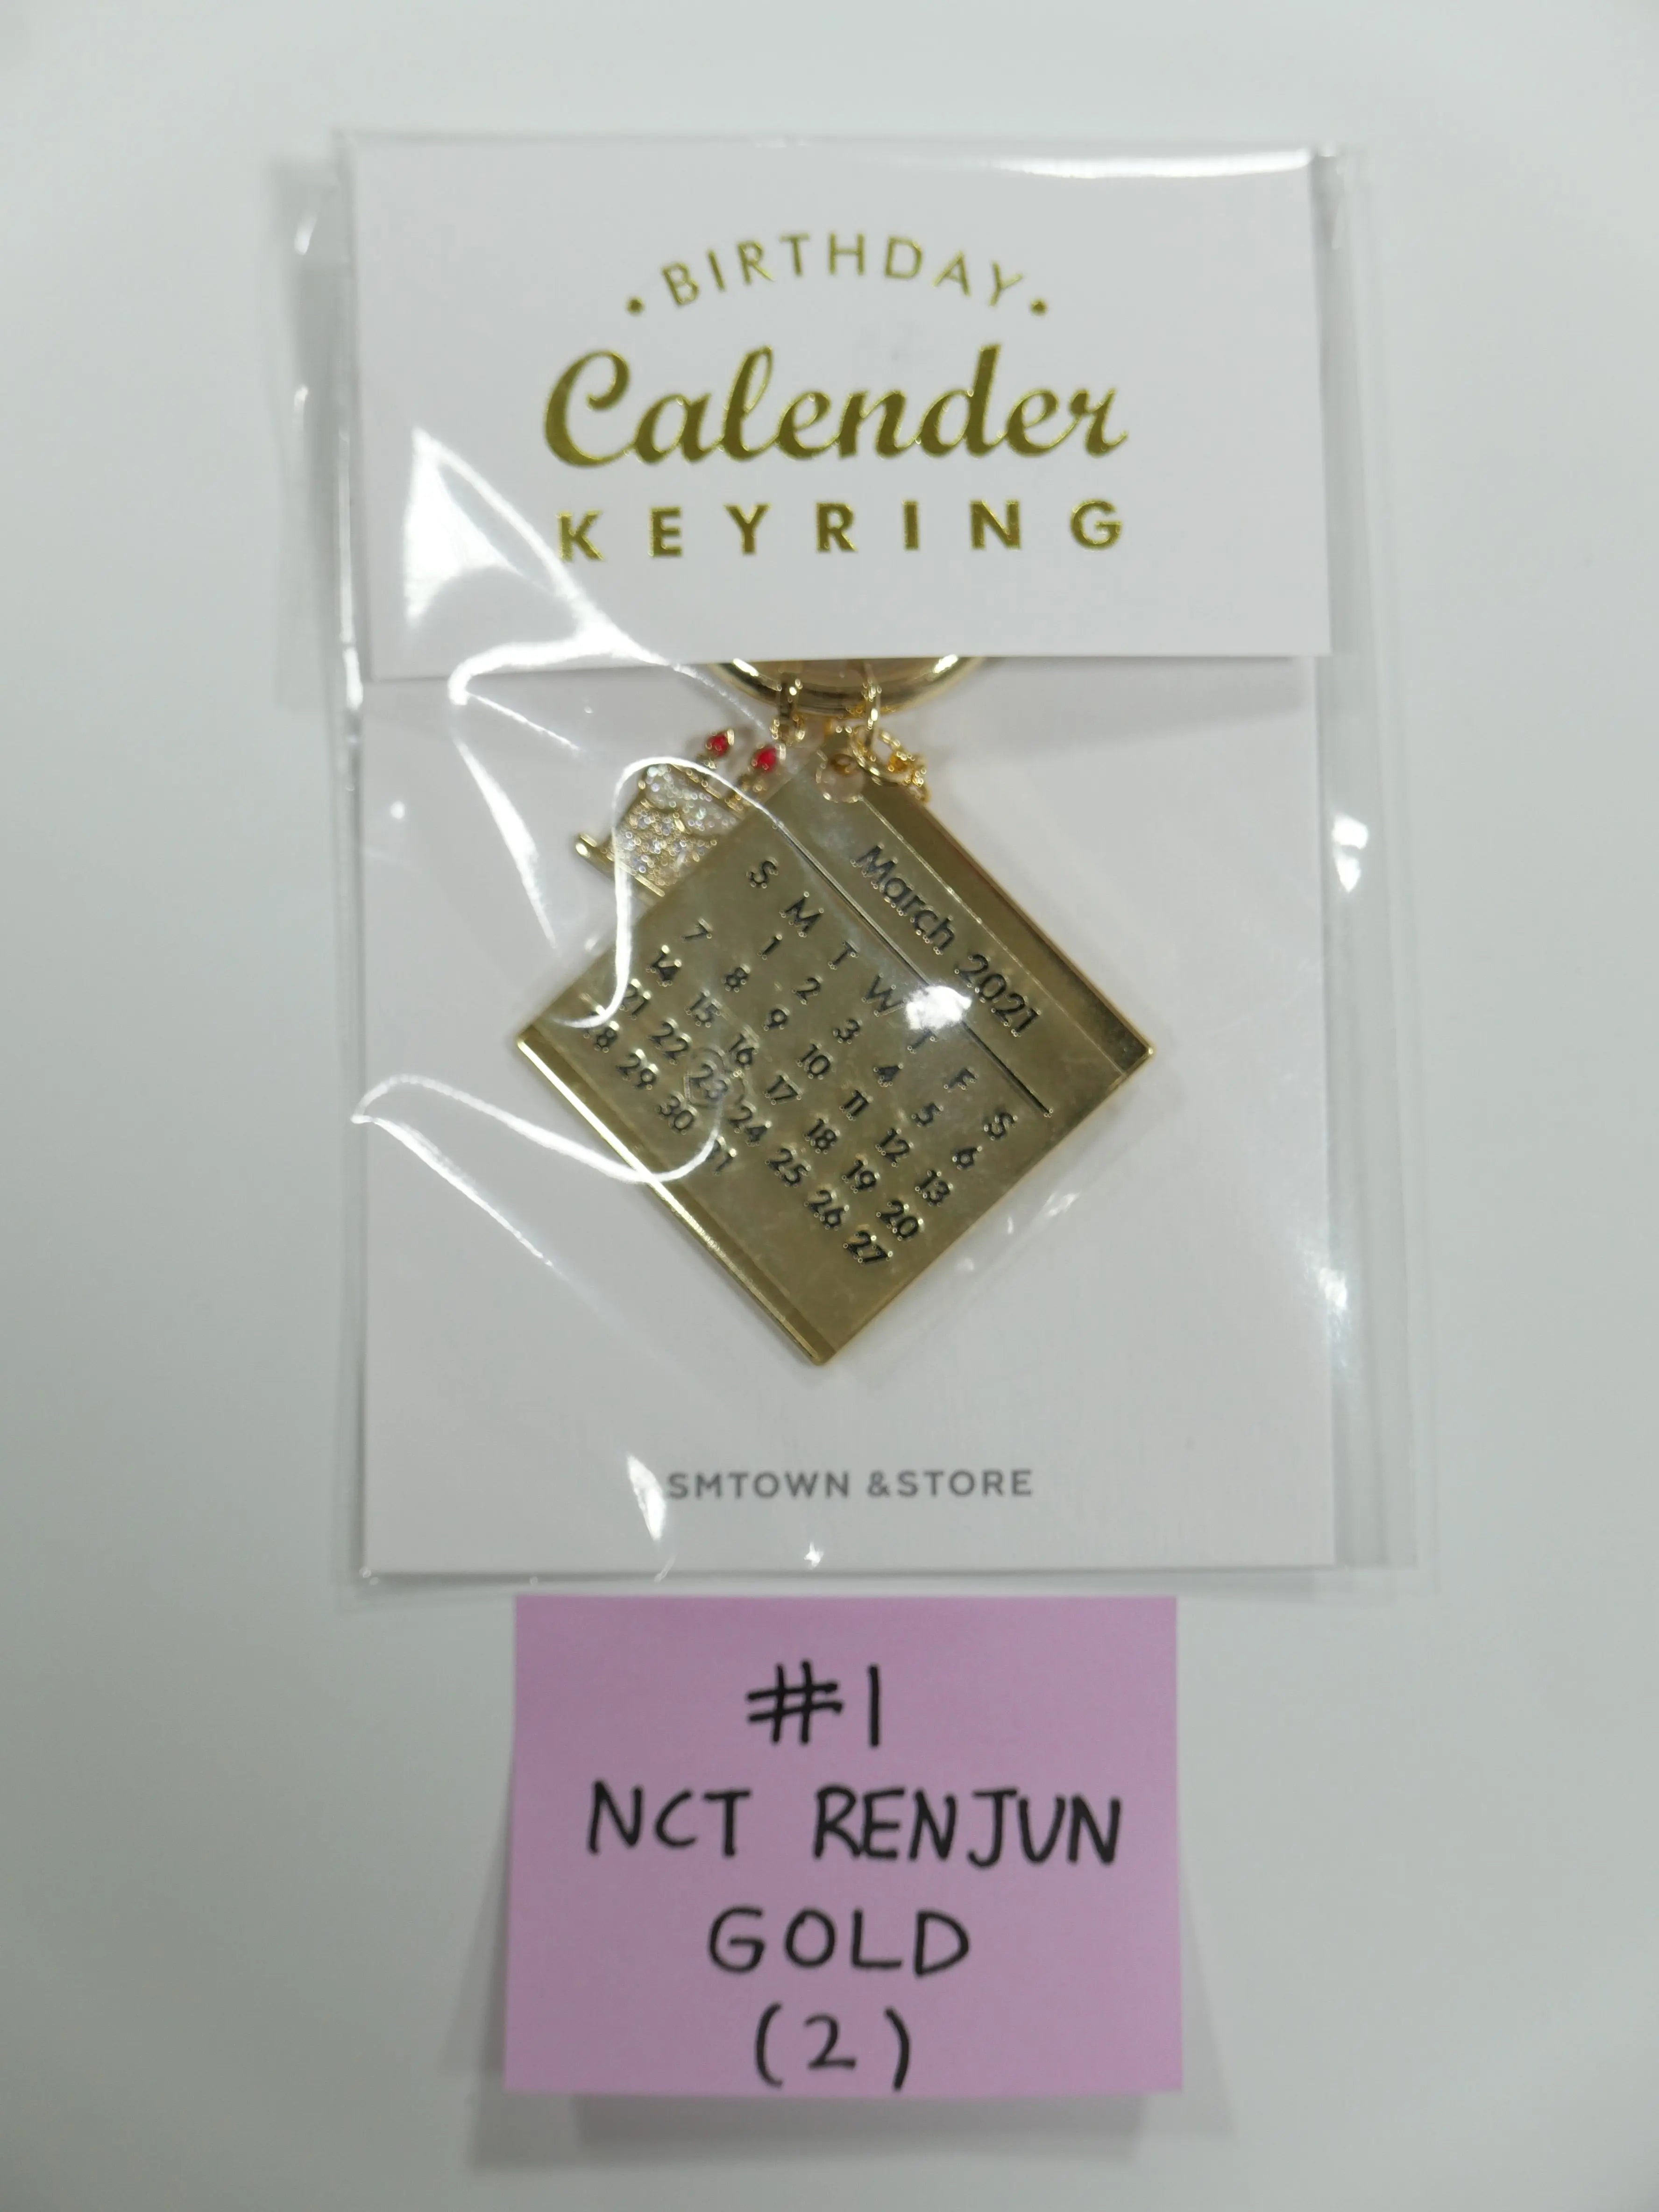 • BIRTHDAY •
Calender
KEYRING
March 2021
S M T W T F S
1 2 3 4 5 6
7 8 9 10 11 12 13
14 15 16 17 18 19 20
21 22 23 24 25 26 27
28 29 30 31
SMTOWN &STORE
#1
NCT RENJUN
GOLD
(2)